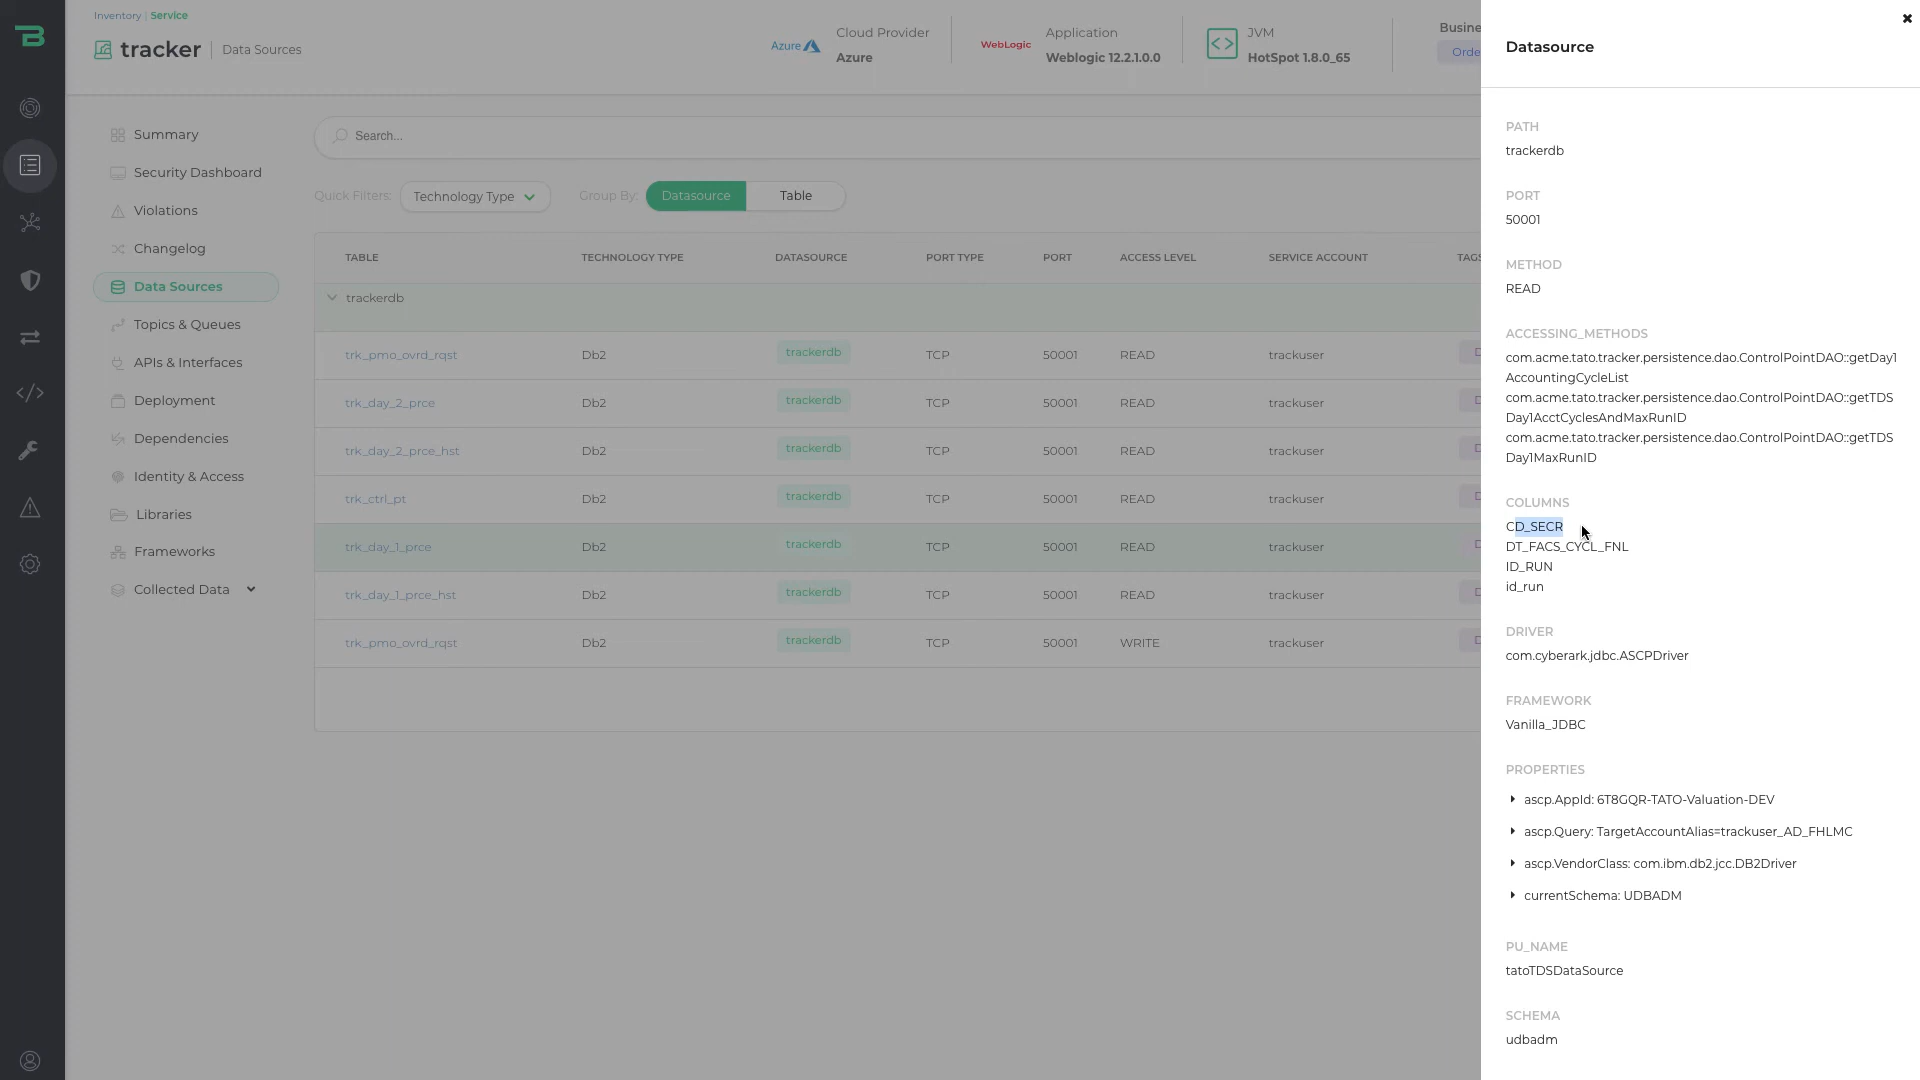 Inventory | Service
tracker
Data Sources
Azure
Cloud Provider
Azure
WebLogic
Application
Weblogic 12.2.1.0.0
JVM
HotSpot 1.8.0_65
Summary
Security Dashboard
Violations
Changelog
Data Sources
Topics & Queues
APIs & Interfaces
Deployment
Dependencies
Identity & Access
Libraries
Frameworks
Collected Data
Search...
Quick Filters:
Technology Type
Group By:
Datasource
Table
TABLE TECHNOLOGY TYPE DATASOURCE PORT TYPE PORT ACCESS LEVEL SERVICE ACCOUNT
trackerdb
trk_pmo_ovrd_rqst Db2 trackerdb TCP 50001 READ trackuser
trk_day_2_prce Db2 trackerdb TCP 50001 READ trackuser
trk_day_2_prce_hst Db2 trackerdb TCP 50001 READ trackuser
trk_ctrl_pt Db2 trackerdb TCP 50001 READ trackuser
trk_day_1_prce Db2 trackerdb TCP 50001 READ trackuser
trk_day_1_prce_hst Db2 trackerdb TCP 50001 READ trackuser
trk_pmo_ovrd_rqst Db2 trackerdb TCP 50001 WRITE trackuser
Datasource
PATH
trackerdb
PORT
50001
METHOD
READ
ACCESSING_METHODS
com.acme.tato.tracker.persistence.dao.ControlPointDAO::getDay1
AccountingCycleList
com.acme.tato.tracker.persistence.dao.ControlPointDAO::getTDS
Day1AcctCyclesAndMaxRunID
com.acme.tato.tracker.persistence.dao.ControlPointDAO::getTDS
Day1MaxRunID
COLUMNS
CD_SECR
DT_FACS_CYCL_FNL
ID_RUN
id_run
DRIVER
com.cyberark.jdbc.ASCPDriver
FRAMEWORK
Vanilla_JDBC
PROPERTIES
ascp.AppId: 6T8GQR-TATO-Valuation-DEV
ascp.Query: TargetAccountAlias=trackuser_AD_FHLMC
ascp.VendorClass: com.ibm.db2.jcc.DB2Driver
currentSchema: UDBADM
PU_NAME
tatoTDSDataSource
SCHEMA
udbadm